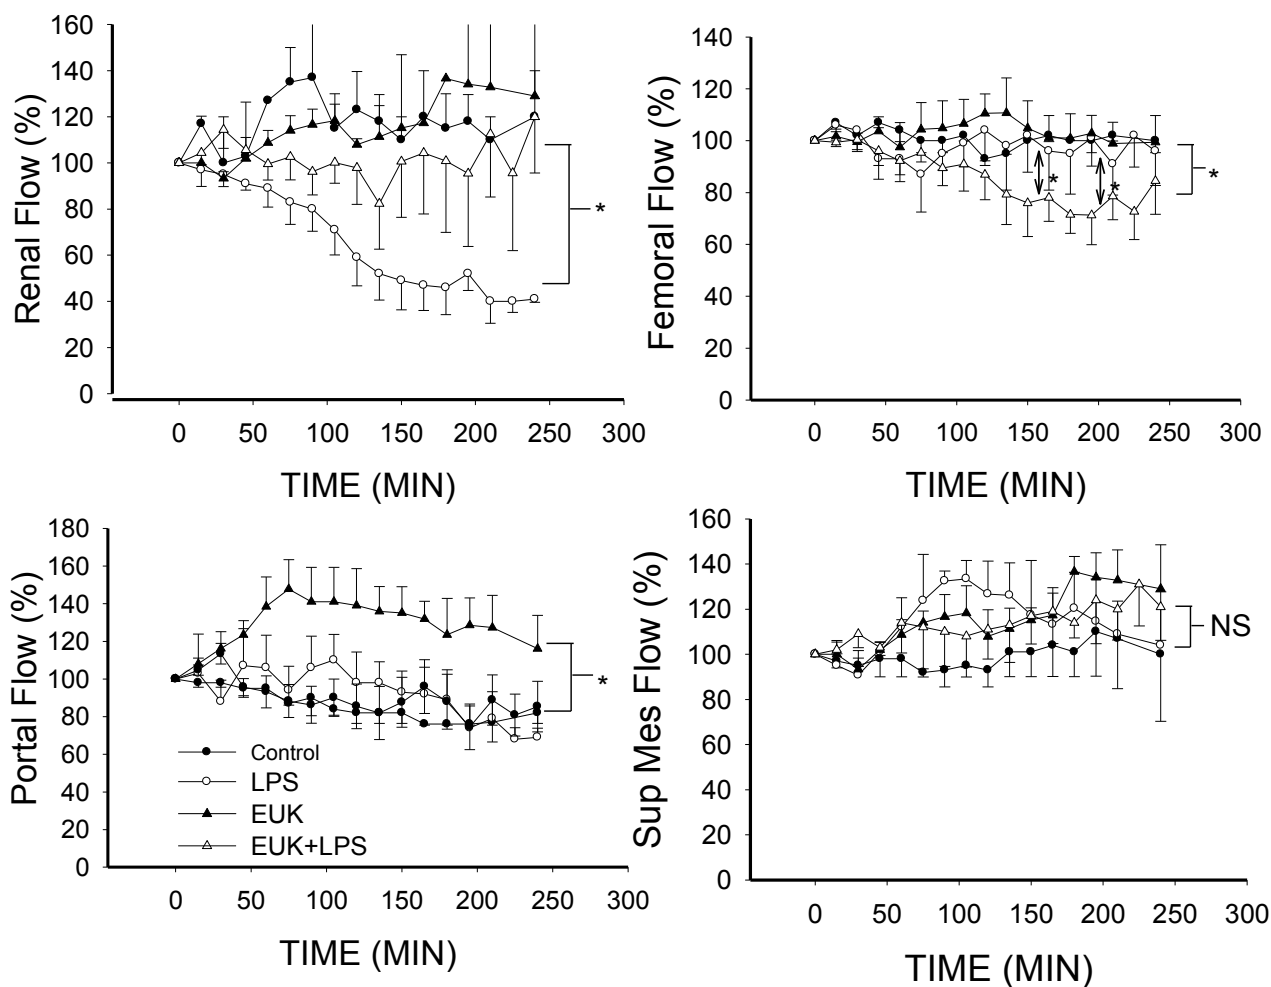 Renal Flow (%)
160
140
120
100
80
60
40
20
0
*
0 50 100 150 200 250 300
TIME (MIN)
Femoral Flow (%)
140
120
100
80
60
40
20
0
* * *
0 50 100 150 200 250 300
TIME (MIN)
Portal Flow (%)
180
160
140
120
100
80
60
40
20
0
*
Control
LPS
EUK
EUK+LPS
0 50 100 150 200 250 300
TIME (MIN)
Sup Mes Flow (%)
160
140
120
100
80
60
40
20
0
NS
0 50 100 150 200 250 300
TIME (MIN)